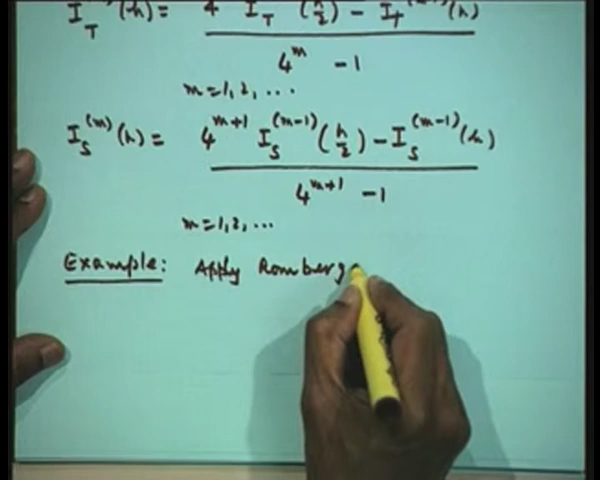 I_T^(m) (h) = 4^m I_T^(m-1) (h/2) - I_T^(m-1) (h)
4^m - 1
m=1, 2, ...
I_S^(m) (h) = 4^(m+1) I_S^(m-1) (h/2) - I_S^(m-1) (h)
4^(m+1) - 1
m=1, 2, ...
Example: Apply Romberg